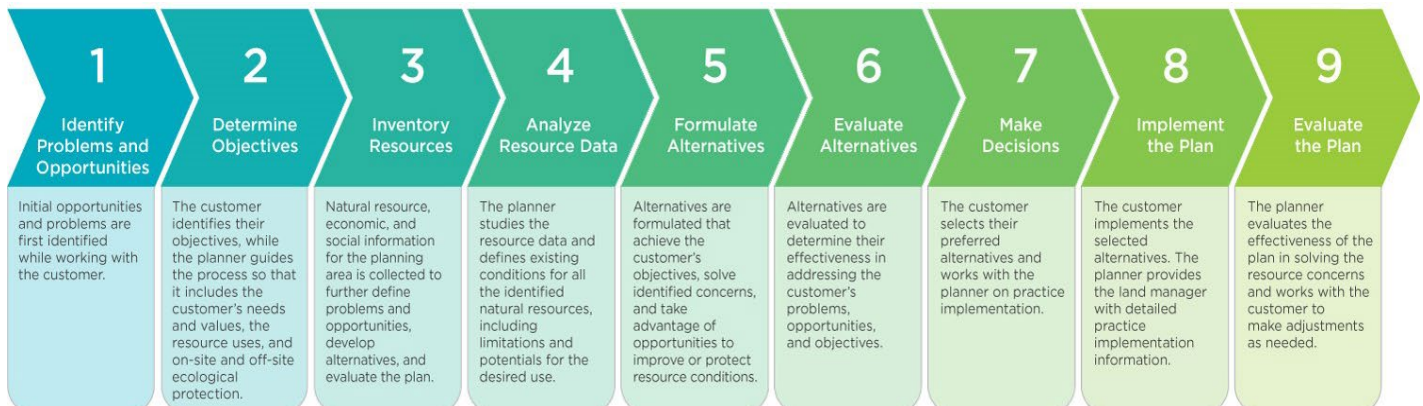 1
Identify
Problems and
Opportunities
Initial opportunities
and problems are
first identified
while working with
the customer.
2
Determine
Objectives
The customer
identifies their
objectives, while
the planner guides
the process so that
it includes the
customer's needs
and values, the
resource uses, and
on-site and off-site
ecological
protection.
3
Inventory
Resources
Natural resource,
economic, and
social information
for the planning
area is collected to
further define
problems and
opportunities,
develop
alternatives, and
evaluate the plan.
4
Analyze
Resource Data
The planner
studies the
resource data and
defines existing
conditions for all
the identified
natural resources,
including
limitations and
potentials for the
desired use.
5
Formulate
Alternatives
Alternatives are
formulated that
achieve the
customer's
objectives, solve
identified concerns,
and take
advantage of
opportunities to
improve or protect
resource conditions.
6
Evaluate
Alternatives
Alternatives are
evaluated to
determine their
effectiveness in
addressing the
customer's
problems,
opportunities,
and objectives.
7
Make
Decisions
The customer
selects their
preferred
alternatives and
works with the
planner on practice
implementation.
8
Implement
the Plan
The customer
implements the
selected
alternatives. The
planner provides
the land manager
with detailed
practice
implementation
information.
9
Evaluate
the Plan
The planner
evaluates the
effectiveness of the
plan in solving the
resource concerns
and works with the
customer to
make adjustments
as needed.